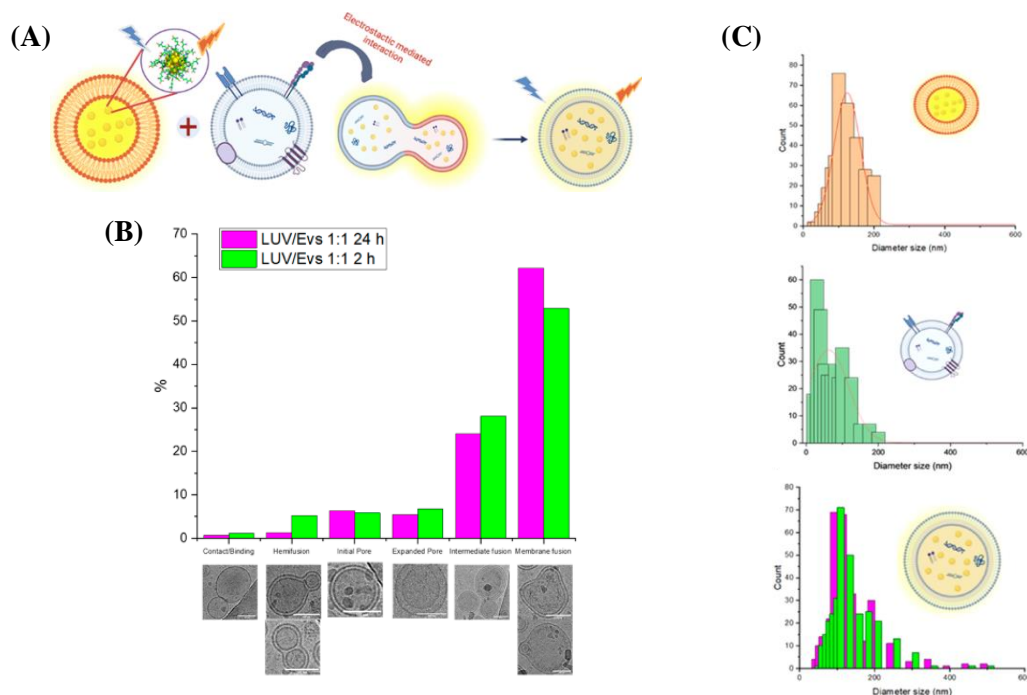 (A)
Electrostactic mediated
interaction
+
(B)
70
60
50
40
30
20
10
0
%
LUV/Evs 1:1 24 h
LUV/Evs 1:1 2 h
Contact/Binding Hemifusion Initial Pore Expanded Pore Intermediate fusion Membrane fusion
(C)
80
70
60
50
40
30
20
10
0
Count
0 200 400 600
Diameter size (nm)
70
60
50
40
30
20
10
0
Count
0 200 400 600
Diameter size (nm)
80
70
60
50
40
30
20
10
0
Count
0 200 400 60
Diameter size (nm)